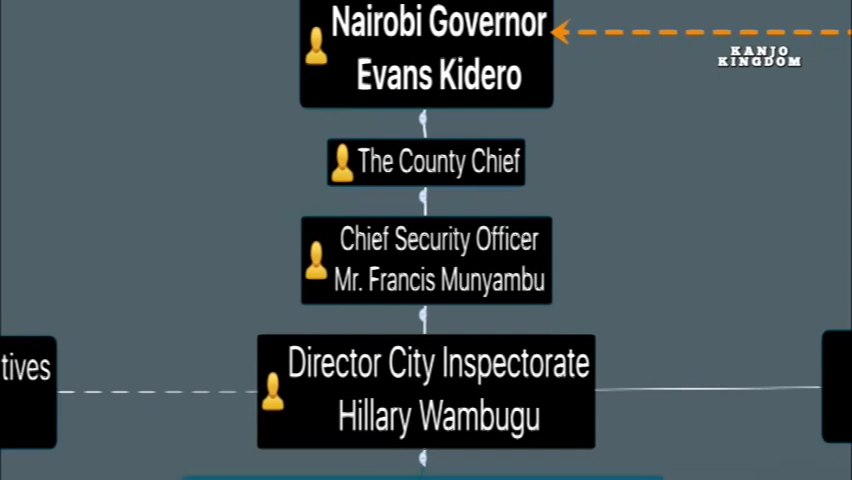 Nairobi Governor
Evans Kidero
KANJO
KINGDOM
The County Chief
Chief Security Officer
Mr. Francis Munyambu
tives
Director City Inspectorate
Hillary Wambugu